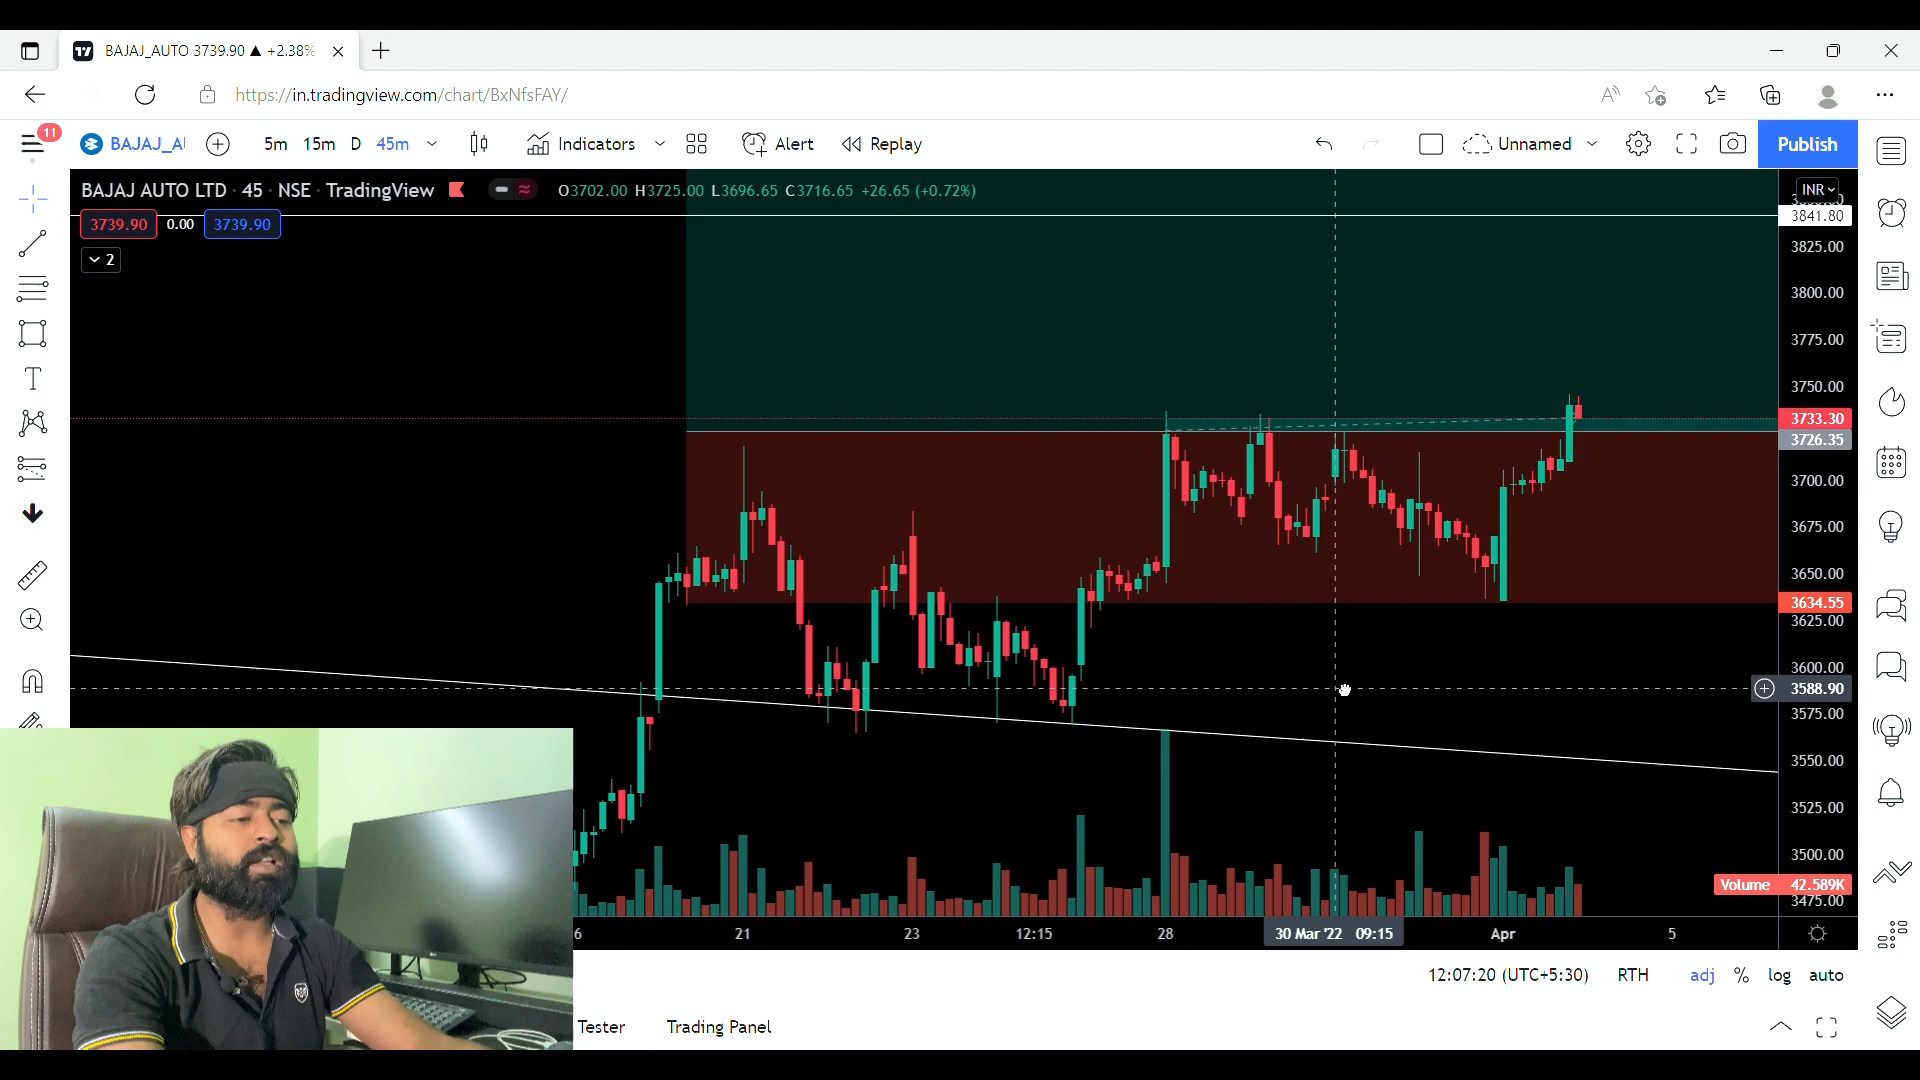 BAJAJ_AUTO 3739.90 ▲ +2.38%
https://in.tradingview.com/chart/BxNfsFAY/
11
BAJAJ_A
5m 15m D 45m
Indicators
Alert
Replay
Unnamed
Publish
BAJAJ AUTO LTD · 45 · NSE · TradingView
O3702.00 H3725.00 L3696.65 C3716.65 +26.65 (+0.72%)
INR
3739.90 0.00 3739.90
2
3841.80
3825.00
3800.00
3775.00
3750.00
3733.30
3726.35
3700.00
3675.00
3650.00
3634.55
3625.00
3600.00
3588.90
3575.00
3550.00
3525.00
3500.00
Volume 42.589K
3475.00
6 21 23 12:15 28 30 Mar '22 09:15 Apr 5
12:07:20 (UTC+5:30) RTH adj % log auto
Tester Trading Panel